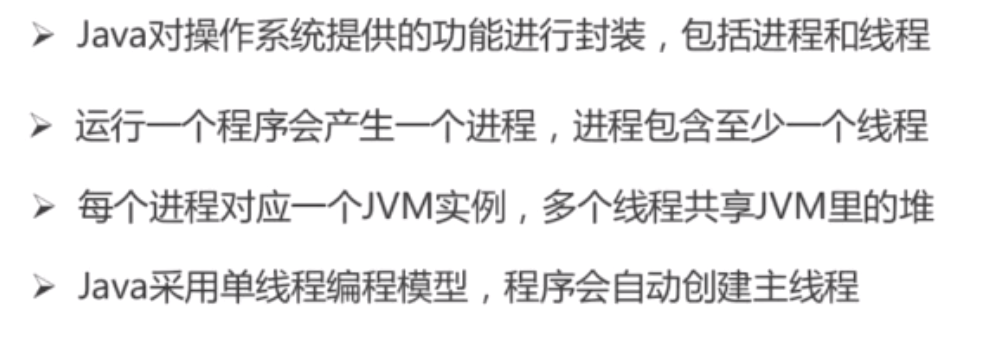 ➢ Java对操作系统提供的功能进行封装，包括进程和线程
➢ 运行一个程序会产生一个进程，进程包含至少一个线程
➢ 每个进程对应一个JVM实例，多个线程共享JVM里的堆
➢ Java采用单线程编程模型，程序会自动创建主线程